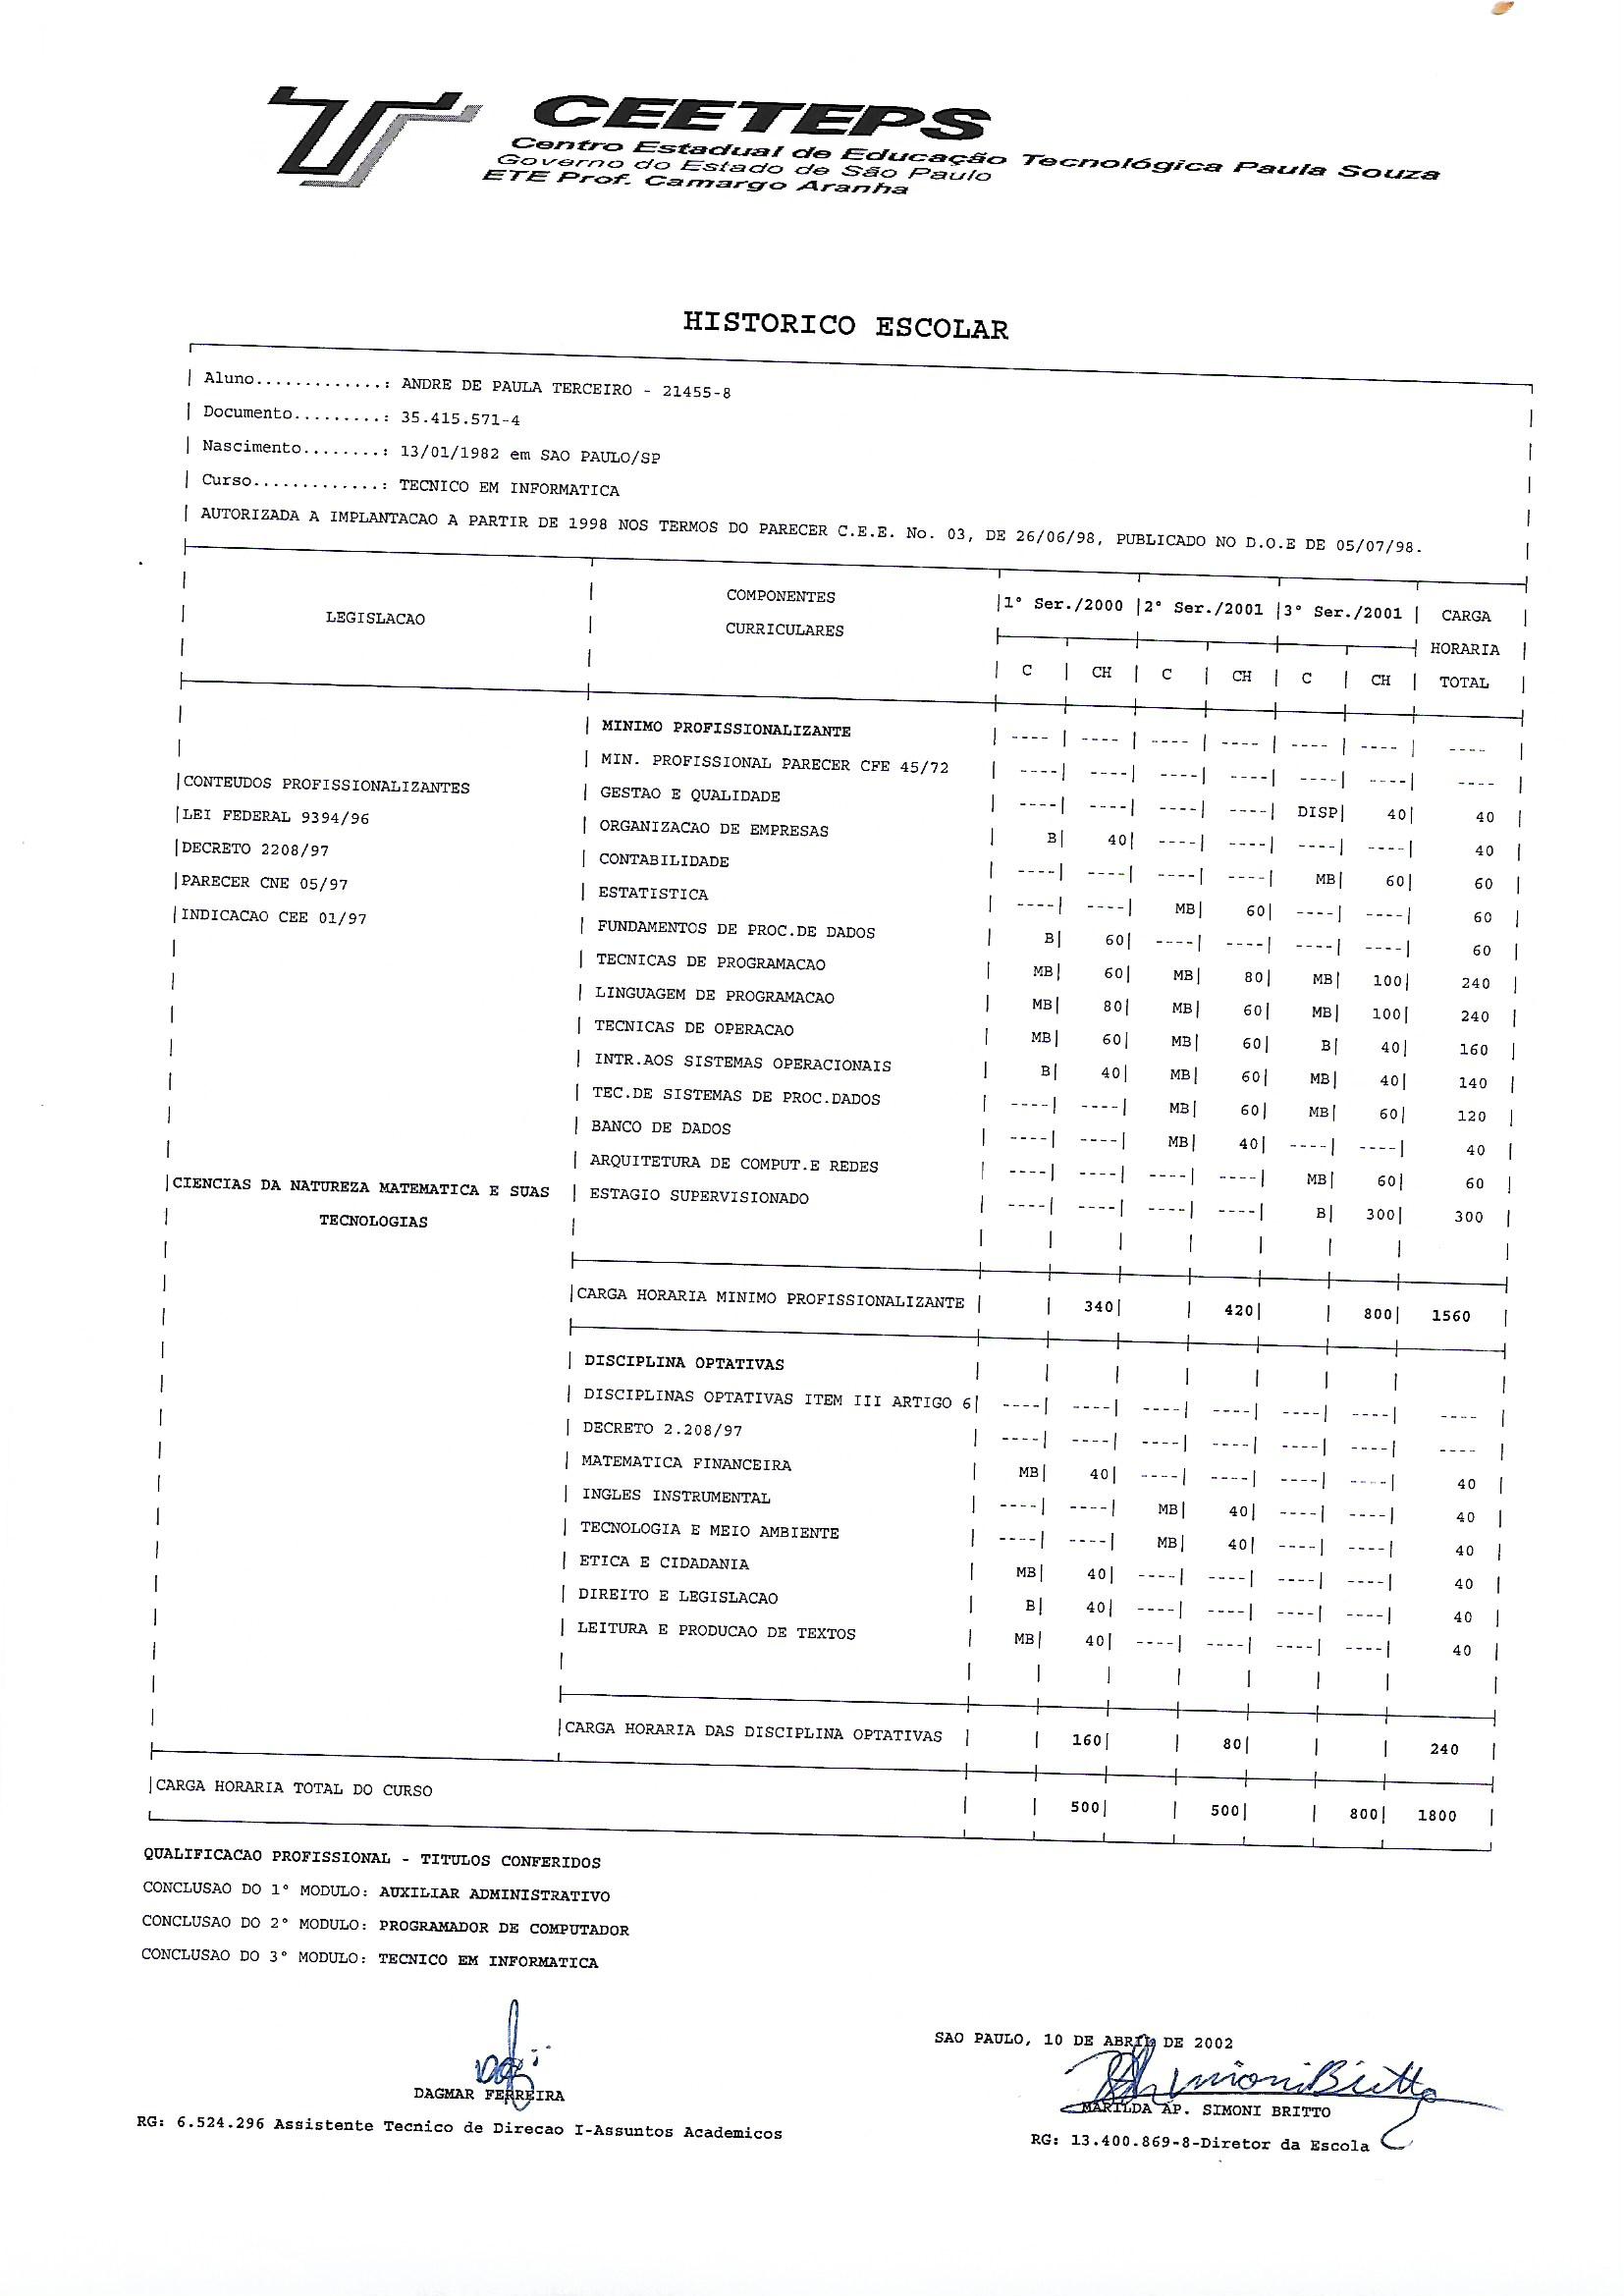 CEETEPS
Centro Estadual de Educação Tecnológica Paula Souza
Governo do Estado de São Paulo
ETE Prof. Camargo Aranha
HISTORICO ESCOLAR
Aluno.............: ANDRE DE PAULA TERCEIRO - 21455-8
Documento.........: 35.415.571-4
Nascimento........: 13/01/1982 em SAO PAULO/SP
Curso.............: TECNICO EM INFORMATICA
AUTORIZADA A IMPLANTACAO A PARTIR DE 1998 NOS TERMOS DO PARECER C.E.E. No. 03, DE 26/06/98, PUBLICADO NO D.O.E DE 05/07/98.
LEGISLACAO | COMPONENTES CURRICULARES | 1° Ser./2000 | 2° Ser./2001 | 3° Ser./2001 | CARGA HORARIA TOTAL
C | CH | C | CH | C | CH
CONTEUDOS PROFISSIONALIZANTES
LEI FEDERAL 9394/96
DECRETO 2208/97
PARECER CNE 05/97
INDICACAO CEE 01/97
CIENCIAS DA NATUREZA MATEMATICA E SUAS
TECNOLOGIAS
MINIMO PROFISSIONALIZANTE | ---- | ---- | ---- | ---- | ---- | ---- | ----
MIN. PROFISSIONAL PARECER CFE 45/72 | ----| ----| ----| ----| ----| ----| ----
GESTAO E QUALIDADE | ----| ----| ----| ----| DISP| 40| 40
ORGANIZACAO DE EMPRESAS | B| 40| ----| ----| ----| ----| 40
CONTABILIDADE | ----| ----| ----| ----| MB| 60| 60
ESTATISTICA | ----| ----| MB| 60| ----| ----| 60
FUNDAMENTOS DE PROC.DE DADOS | B| 60| ----| ----| ----| ----| 60
TECNICAS DE PROGRAMACAO | MB| 60| MB| 80| MB| 100| 240
LINGUAGEM DE PROGRAMACAO | MB| 80| MB| 60| MB| 100| 240
TECNICAS DE OPERACAO | MB| 60| MB| 60| B| 40| 160
INTR.AOS SISTEMAS OPERACIONAIS | B| 40| MB| 60| MB| 40| 140
TEC.DE SISTEMAS DE PROC.DADOS | ----| ----| MB| 60| MB| 60| 120
BANCO DE DADOS | ----| ----| MB| 40| ----| ----| 40
ARQUITETURA DE COMPUT.E REDES | ----| ----| ----| ----| MB| 60| 60
ESTAGIO SUPERVISIONADO | ----| ----| ----| ----| B| 300| 300
CARGA HORARIA MINIMO PROFISSIONALIZANTE | | 340| | 420| | 800| 1560
DISCIPLINA OPTATIVAS
DISCIPLINAS OPTATIVAS ITEM III ARTIGO 6| ----| ----| ----| ----| ----| ----| ----
DECRETO 2.208/97 | ----| ----| ----| ----| ----| ----| ----
MATEMATICA FINANCEIRA | MB| 40| ----| ----| ----| ----| 40
INGLES INSTRUMENTAL | ----| ----| MB| 40| ----| ----| 40
TECNOLOGIA E MEIO AMBIENTE | ----| ----| MB| 40| ----| ----| 40
ETICA E CIDADANIA | MB| 40| ----| ----| ----| ----| 40
DIREITO E LEGISLACAO | B| 40| ----| ----| ----| ----| 40
LEITURA E PRODUCAO DE TEXTOS | MB| 40| ----| ----| ----| ----| 40
CARGA HORARIA DAS DISCIPLINA OPTATIVAS | | 160| | 80| | | 240
CARGA HORARIA TOTAL DO CURSO | | 500| | 500| | 800| 1800
QUALIFICACAO PROFISSIONAL - TITULOS CONFERIDOS
CONCLUSAO DO 1° MODULO: AUXILIAR ADMINISTRATIVO
CONCLUSAO DO 2° MODULO: PROGRAMADOR DE COMPUTADOR
CONCLUSAO DO 3° MODULO: TECNICO EM INFORMATICA
SAO PAULO, 10 DE ABRIL DE 2002
DAGMAR FERREIRA
RG: 6.524.296 Assistente Tecnico de Direcao I-Assuntos Academicos
MARILDA AP. SIMONI BRITTO
RG: 13.400.869-8-Diretor da Escola